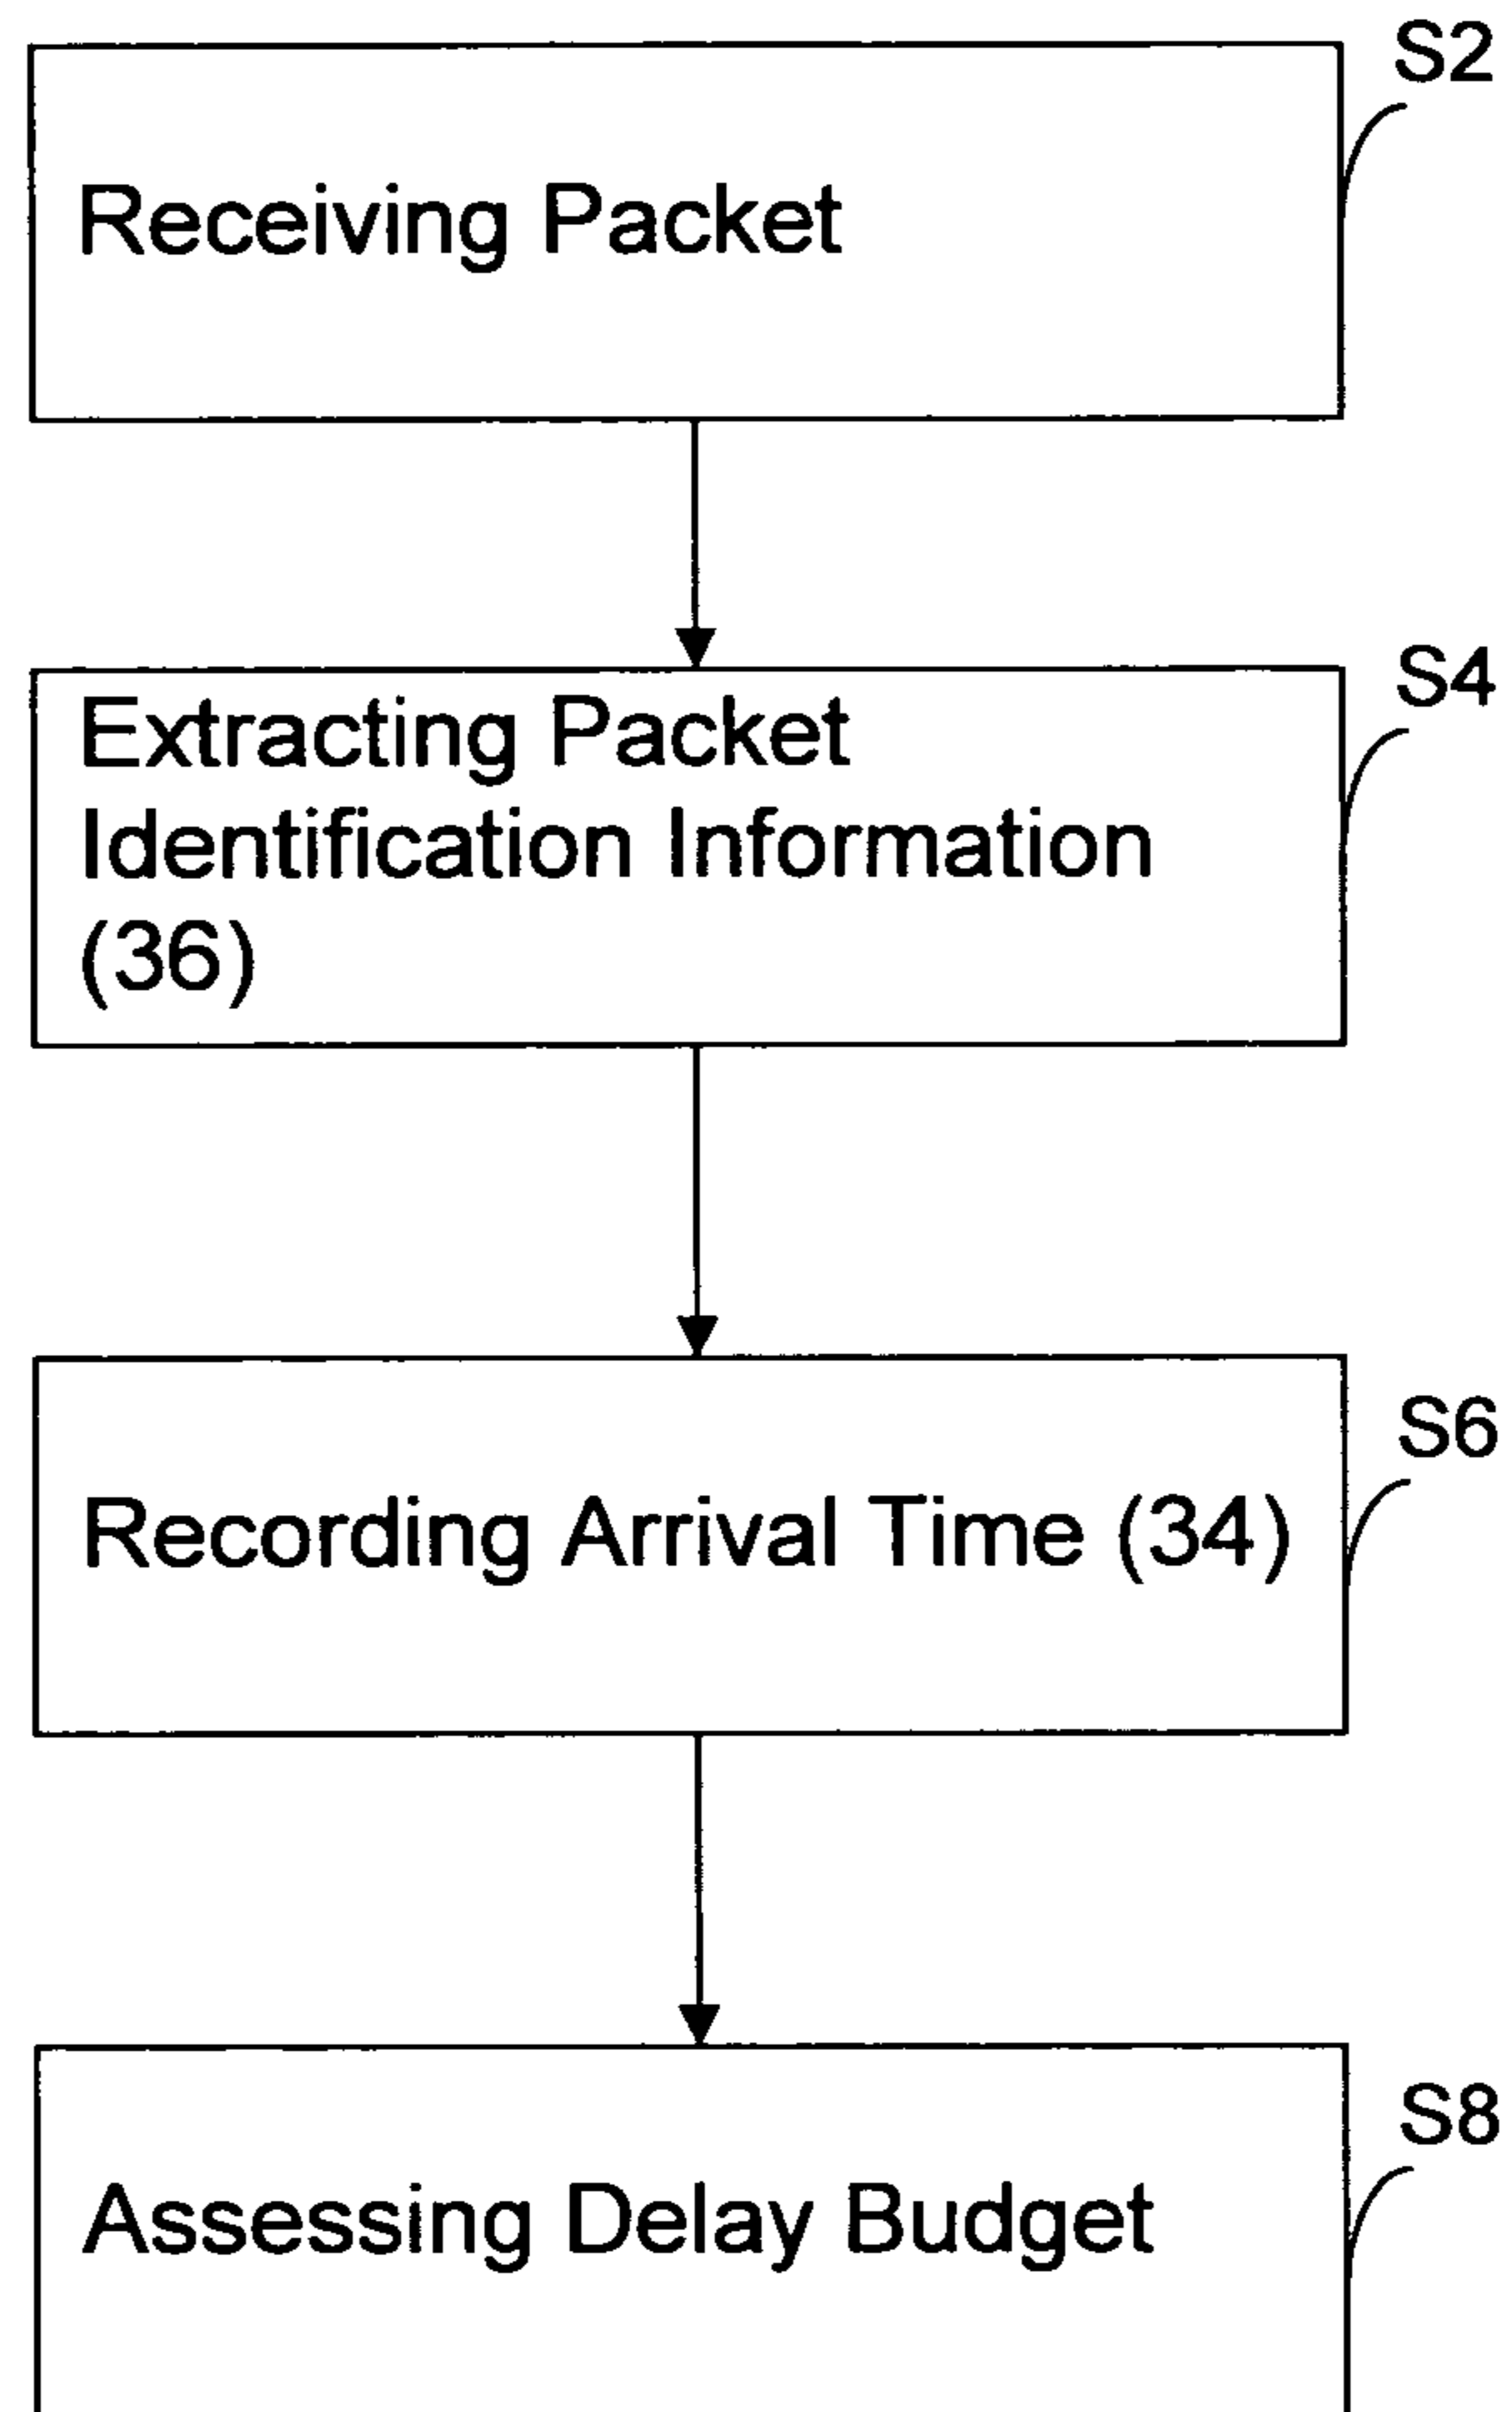 S2
Receiving Packet
S4
Extracting Packet
Identification Information
(36)
S6
Recording Arrival Time (34)
S8
Assessing Delay Budget